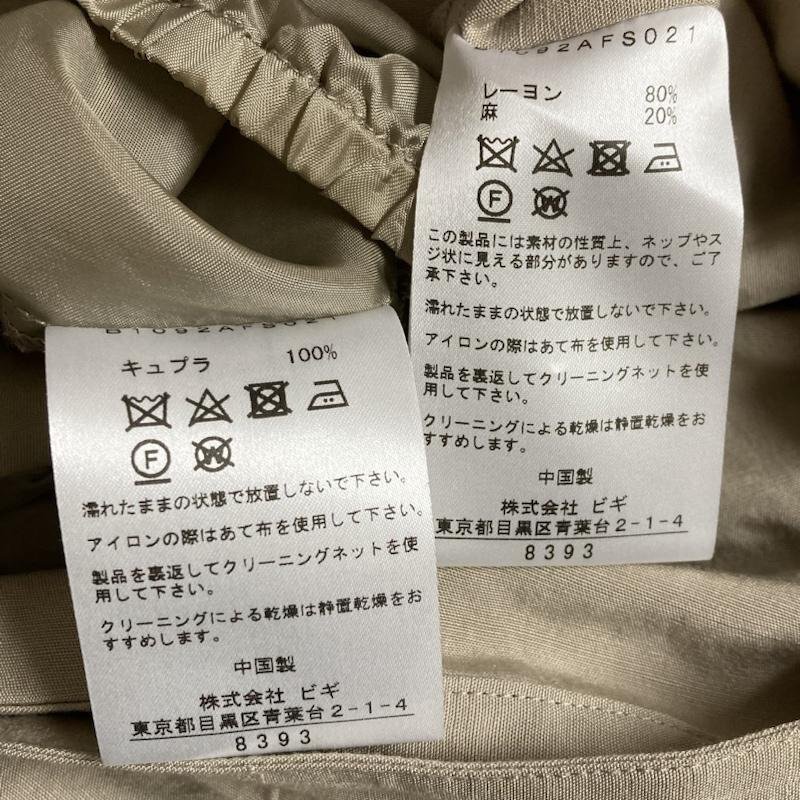 B1092AFS021
レーヨン 80%
麻 20%
F W
この製品には素材の性質上、ネップやス
ジ状に見える部分がありますので、ご了
承下さい。
濡れたままの状態で放置しないで下さい。
アイロンの際はあて布を使用して下さい。
製品を裏返してクリーニングネットを使
用して下さい。
クリーニングによる乾燥は静置乾燥をお
すすめします。
中国製
株式会社 ビギ
東京都目黒区青葉台2-1-4
8393
B1092AFS021
キュプラ 100%
F W
濡れたままの状態で放置しないで下さい。
アイロンの際はあて布を使用して下さい。
製品を裏返してクリーニングネットを使
用して下さい。
クリーニングによる乾燥は静置乾燥をお
すすめします。
中国製
株式会社 ビギ
東京都目黒区青葉台2-1-4
8393